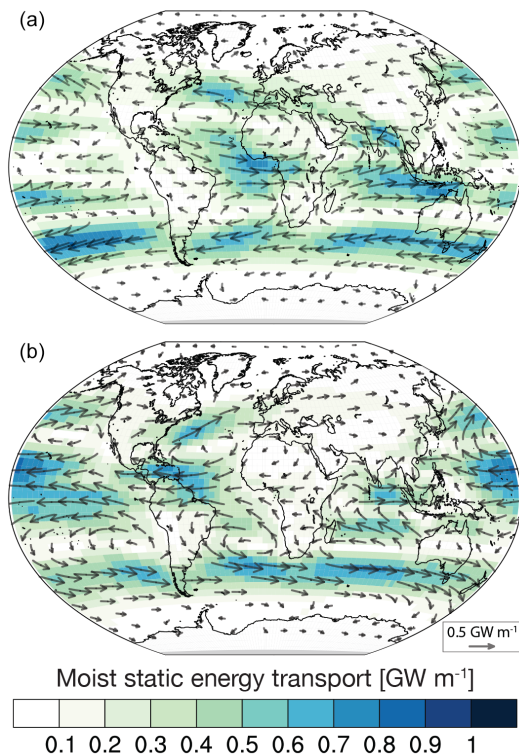 (a)
(b)
0.5 GW m⁻¹
Moist static energy transport [GW m⁻¹]
0.1 0.2 0.3 0.4 0.5 0.6 0.7 0.8 0.9 1